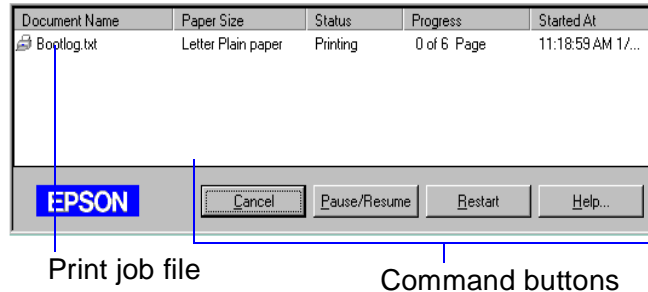 Document Name Paper Size Status Progress Started At
Bootlog.txt Letter Plain paper Printing 0 of 6 Page 11:18:59 AM 1/...
EPSON Cancel Pause/Resume Restart Help...
Print job file
Command buttons